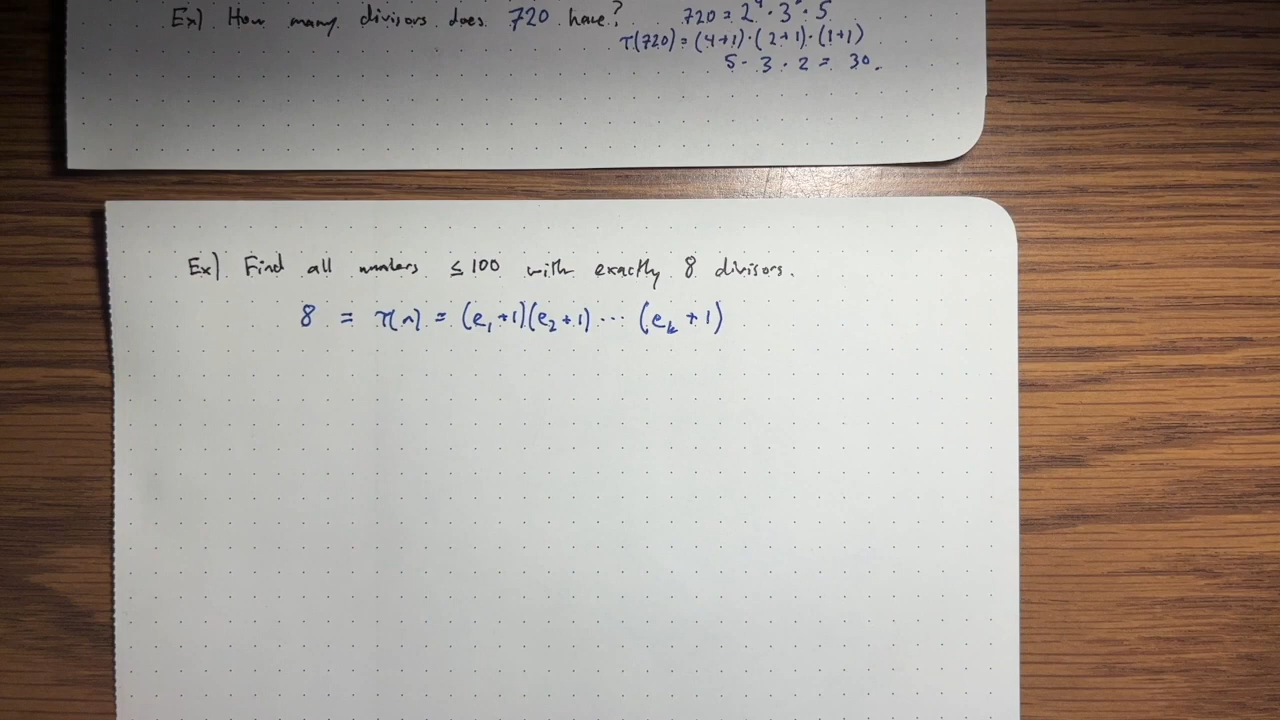 Ex) How many divisors does 720 have? 720 = 2⁴ · 3² · 5
τ(720) = (4+1) · (2+1) · (1+1)
5 · 3 · 2 = 30.
Ex) Find all numbers ≤ 100 with exactly 8 divisors.
8 = τ(n) = (e₁+1)(e₂+1) ··· (eₖ+1)